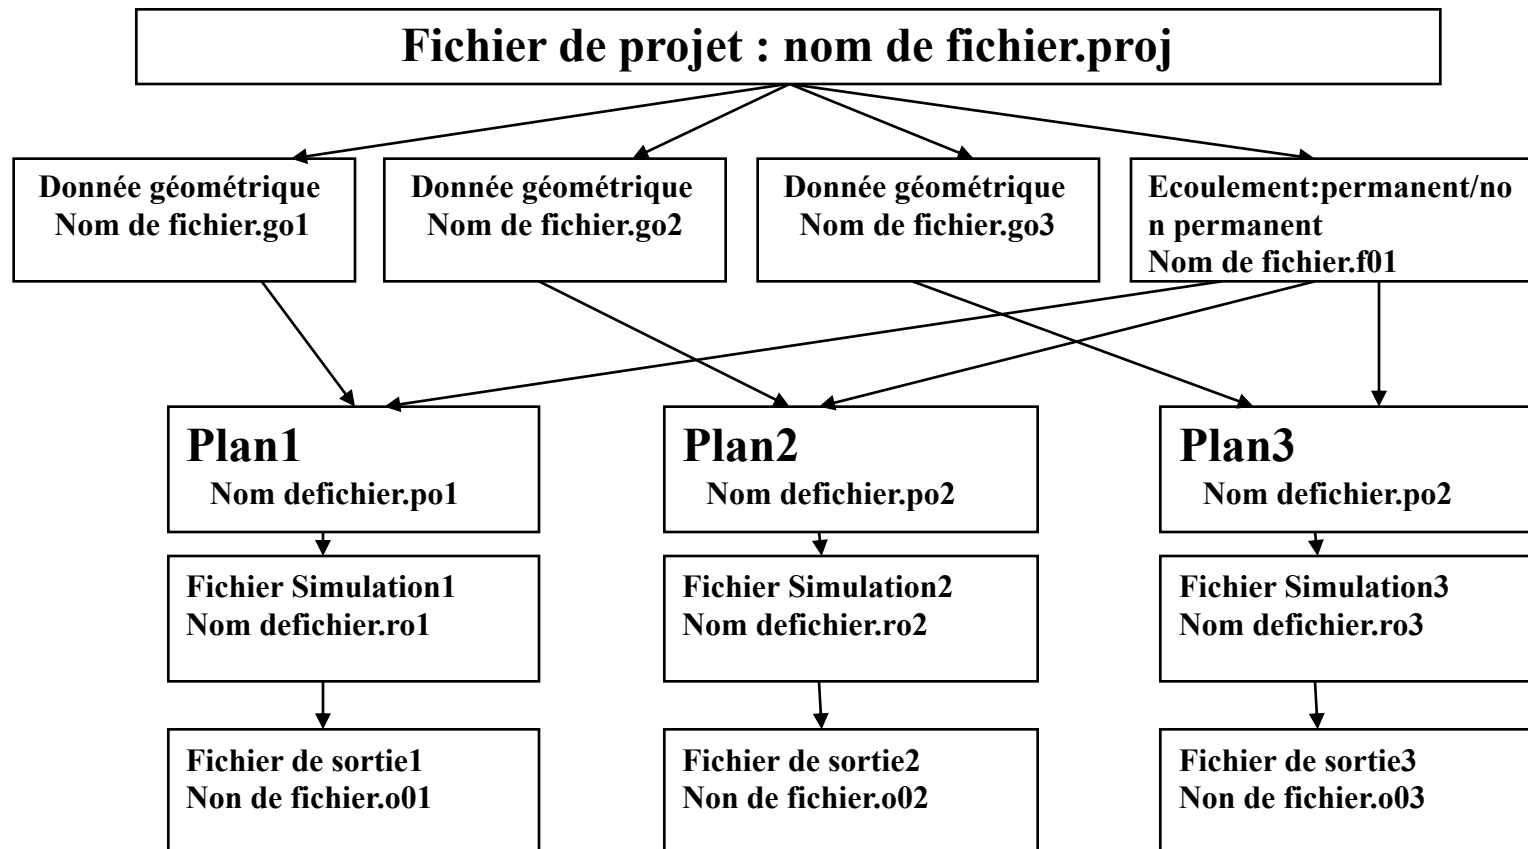 Fichier de projet : nom de fichier.proj
Donnée géométrique
Nom de fichier.go1
Donnée géométrique
Nom de fichier.go2
Donnée géométrique
Nom de fichier.go3
Ecoulement:permanent/no
n permanent
Nom de fichier.f01
Plan1
Nom defichier.po1
Plan2
Nom defichier.po2
Plan3
Nom defichier.po2
Fichier Simulation1
Nom defichier.ro1
Fichier Simulation2
Nom defichier.ro2
Fichier Simulation3
Nom defichier.ro3
Fichier de sortie1
Non de fichier.o01
Fichier de sortie2
Non de fichier.o02
Fichier de sortie3
Non de fichier.o03